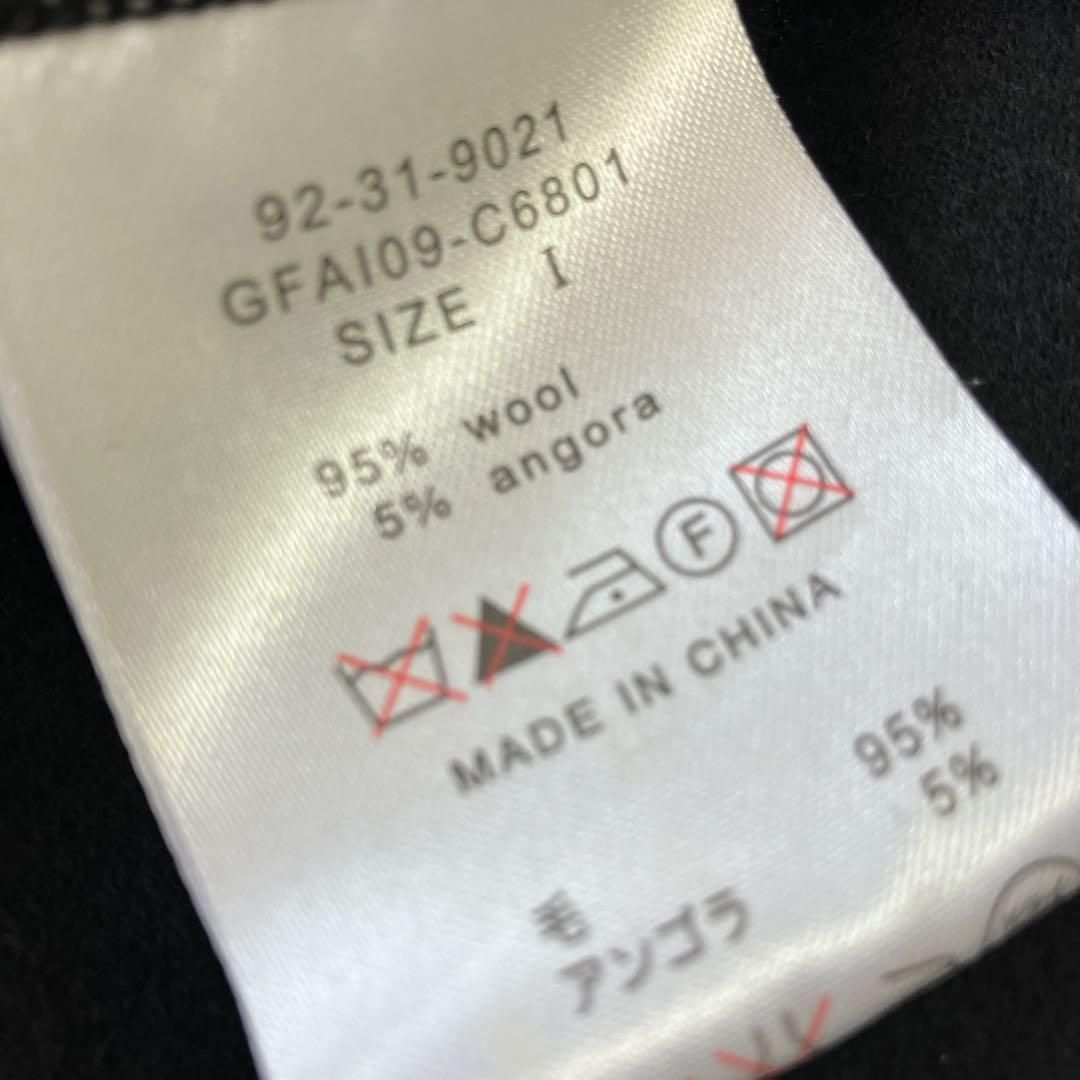 92-31-9021
GFAI09-C6801
SIZE I
95% wool
5% angora
F
MADE IN CHINA
毛 95%
アンゴラ 5%